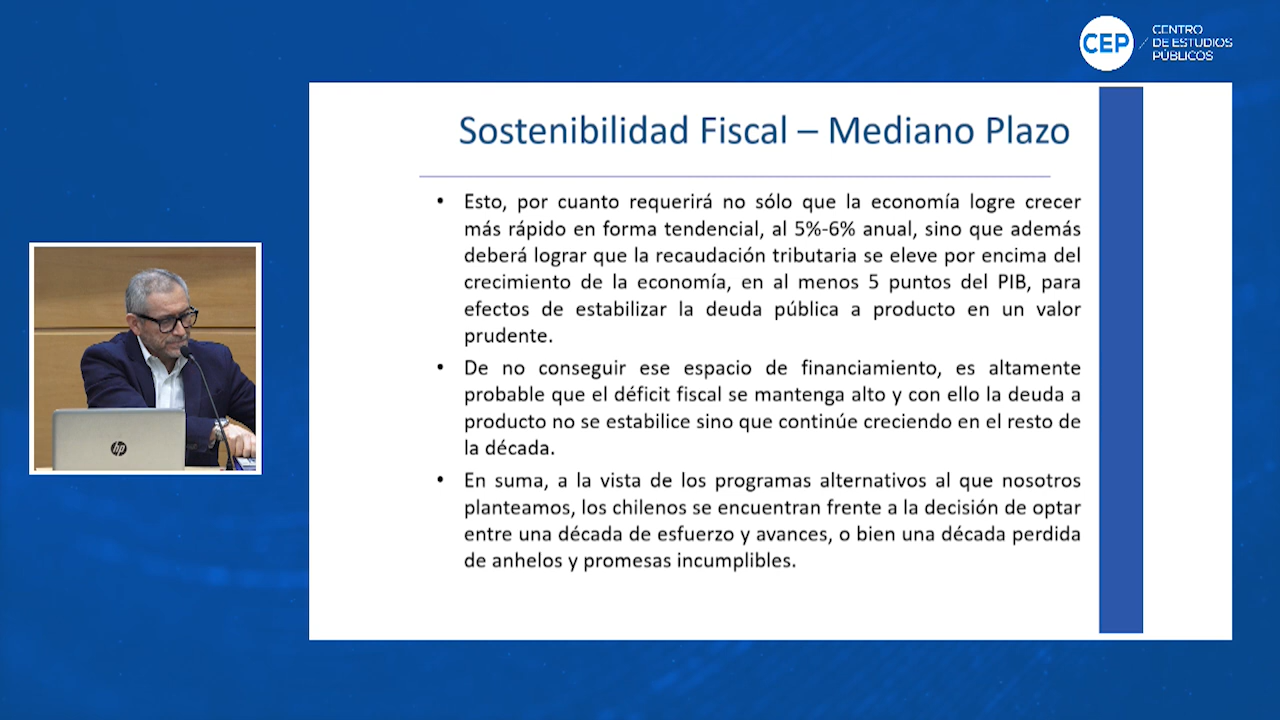 CEP
CENTRO
DE ESTUDIOS
PÚBLICOS
Sostenibilidad Fiscal – Mediano Plazo
• Esto, por cuanto requerirá no sólo que la economía logre crecer
más rápido en forma tendencial, al 5%-6% anual, sino que además
deberá lograr que la recaudación tributaria se eleve por encima del
crecimiento de la economía, en al menos 5 puntos del PIB, para
efectos de estabilizar la deuda pública a producto en un valor
prudente.
• De no conseguir ese espacio de financiamiento, es altamente
probable que el déficit fiscal se mantenga alto y con ello la deuda a
producto no se estabilice sino que continúe creciendo en el resto de
la década.
• En suma, a la vista de los programas alternativos al que nosotros
planteamos, los chilenos se encuentran frente a la decisión de optar
entre una década de esfuerzo y avances, o bien una década perdida
de anhelos y promesas incumplibles.
hp